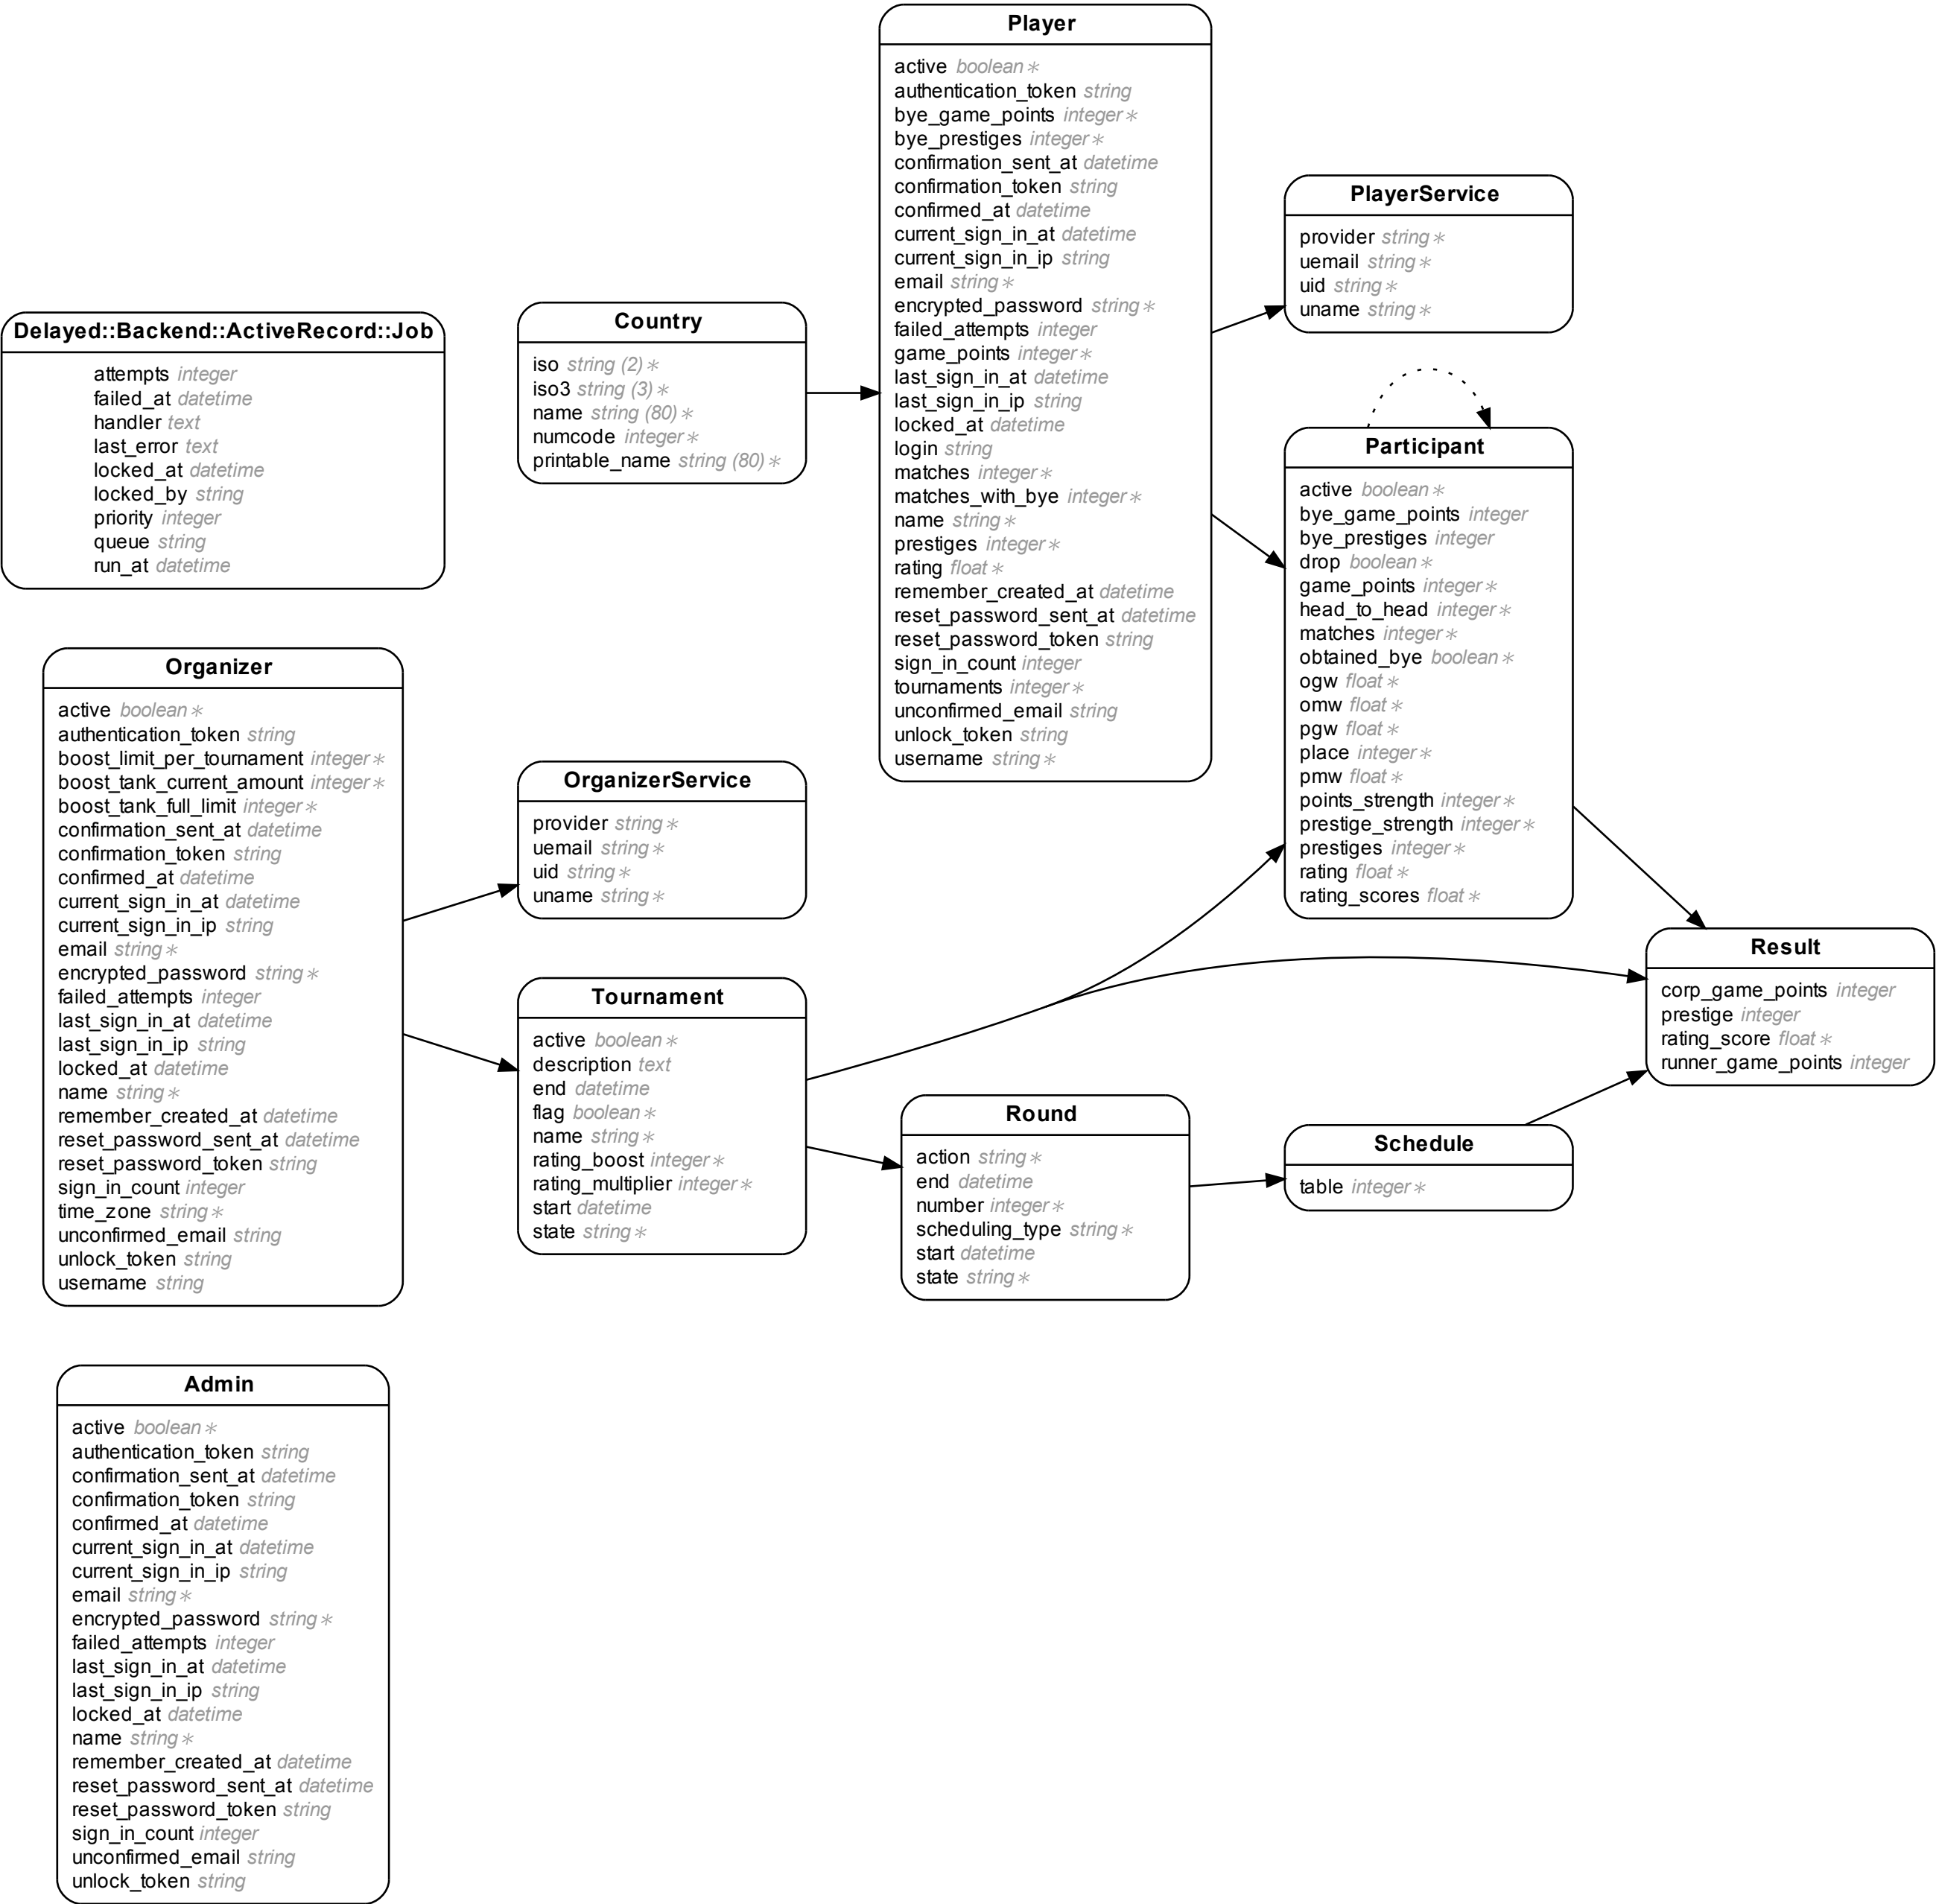 Player
active boolean ∗
authentication_token string
bye_game_points integer ∗
bye_prestiges integer ∗
confirmation_sent_at datetime
confirmation_token string
confirmed_at datetime
current_sign_in_at datetime
current_sign_in_ip string
email string ∗
encrypted_password string ∗
failed_attempts integer
game_points integer ∗
last_sign_in_at datetime
last_sign_in_ip string
locked_at datetime
login string
matches integer ∗
matches_with_bye integer ∗
name string ∗
prestiges integer ∗
rating float ∗
remember_created_at datetime
reset_password_sent_at datetime
reset_password_token string
sign_in_count integer
tournaments integer ∗
unconfirmed_email string
unlock_token string
username string ∗
PlayerService
provider string ∗
uemail string ∗
uid string ∗
uname string ∗
Delayed::Backend::ActiveRecord::Job
attempts integer
failed_at datetime
handler text
last_error text
locked_at datetime
locked_by string
priority integer
queue string
run_at datetime
Country
iso string (2) ∗
iso3 string (3) ∗
name string (80) ∗
numcode integer ∗
printable_name string (80) ∗
Participant
active boolean ∗
bye_game_points integer
bye_prestiges integer
drop boolean ∗
game_points integer ∗
head_to_head integer ∗
matches integer ∗
obtained_bye boolean ∗
ogw float ∗
omw float ∗
pgw float ∗
place integer ∗
pmw float ∗
points_strength integer ∗
prestige_strength integer ∗
prestiges integer ∗
rating float ∗
rating_scores float ∗
Organizer
active boolean ∗
authentication_token string
boost_limit_per_tournament integer ∗
boost_tank_current_amount integer ∗
boost_tank_full_limit integer ∗
confirmation_sent_at datetime
confirmation_token string
confirmed_at datetime
current_sign_in_at datetime
current_sign_in_ip string
email string ∗
encrypted_password string ∗
failed_attempts integer
last_sign_in_at datetime
last_sign_in_ip string
locked_at datetime
name string ∗
remember_created_at datetime
reset_password_sent_at datetime
reset_password_token string
sign_in_count integer
time_zone string ∗
unconfirmed_email string
unlock_token string
username string
OrganizerService
provider string ∗
uemail string ∗
uid string ∗
uname string ∗
Tournament
active boolean ∗
description text
end datetime
flag boolean ∗
name string ∗
rating_boost integer ∗
rating_multiplier integer ∗
start datetime
state string ∗
Result
corp_game_points integer
prestige integer
rating_score float ∗
runner_game_points integer
Round
action string ∗
end datetime
number integer ∗
scheduling_type string ∗
start datetime
state string ∗
Schedule
table integer ∗
Admin
active boolean ∗
authentication_token string
confirmation_sent_at datetime
confirmation_token string
confirmed_at datetime
current_sign_in_at datetime
current_sign_in_ip string
email string ∗
encrypted_password string ∗
failed_attempts integer
last_sign_in_at datetime
last_sign_in_ip string
locked_at datetime
name string ∗
remember_created_at datetime
reset_password_sent_at datetime
reset_password_token string
sign_in_count integer
unconfirmed_email string
unlock_token string